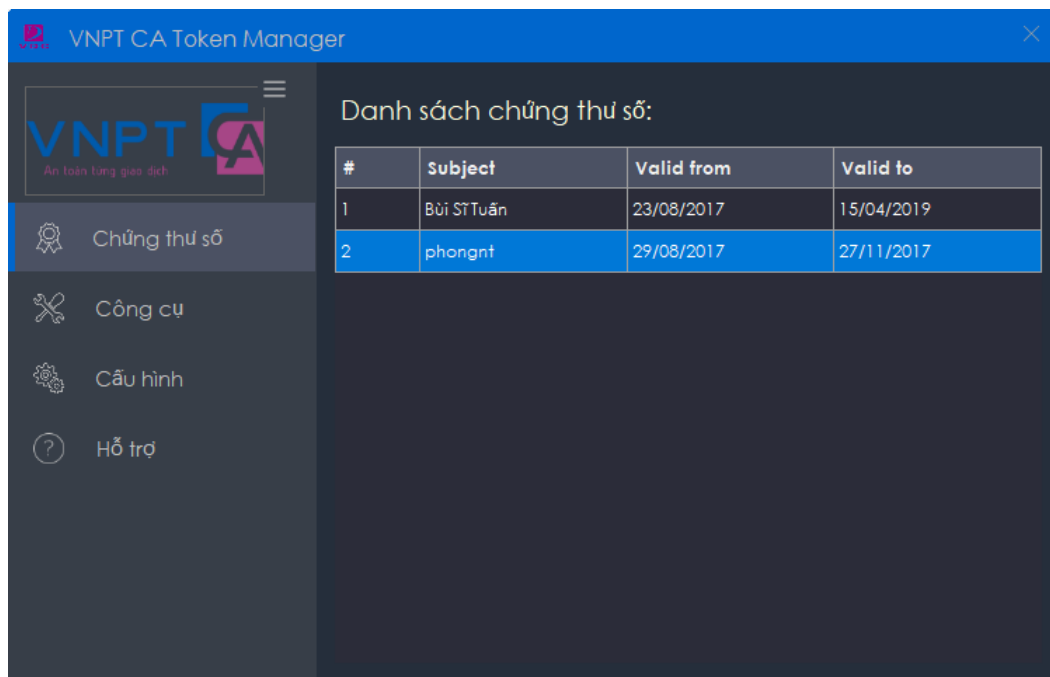 VNPT CA Token Manager
VNPT CA
An toàn từng giao dịch
Chứng thư số
Công cụ
Cấu hình
Hỗ trợ
Danh sách chứng thư số:
# Subject Valid from Valid to
1 Bùi Sĩ Tuấn 23/08/2017 15/04/2019
2 phongnt 29/08/2017 27/11/2017